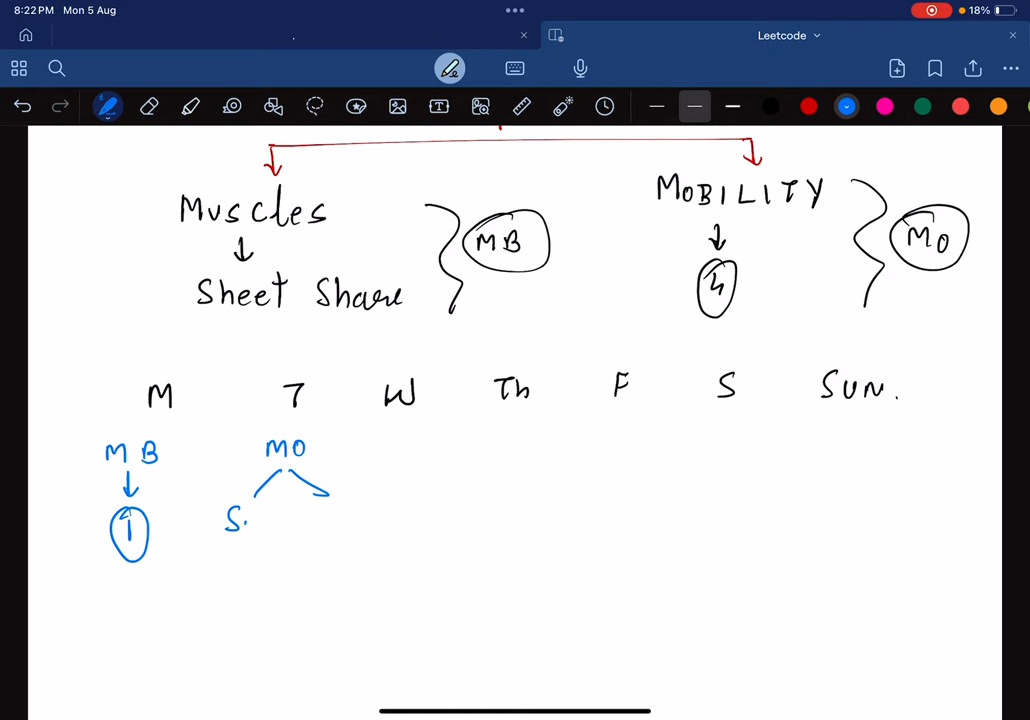 8:22 PM Mon 5 Aug
18%
Leetcode
Muscles
MOBILITY
MB
MO
Sheet Share
4
M T W Th F S SUN.
MB MO
1 S.